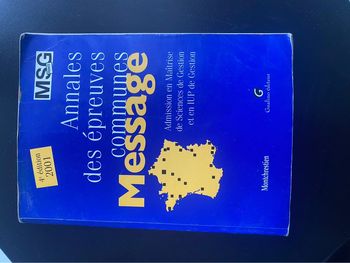 MSG
Annales
des épreuves
communes
Message
Admission en Maîtrise
de Sciences de Gestion
et en IUP de Gestion
4e édition
2001
G
Gualino éditeur
Montchrestien